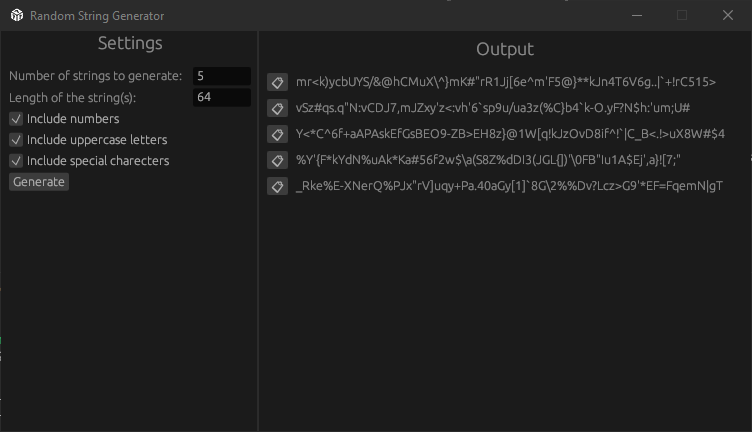 Random String Generator
Settings
Number of strings to generate: 5
Length of the string(s): 64
Include numbers
Include uppercase letters
Include special charecters
Generate
Output
mr<k)ycbUYS/&@hCMuX\^}mK#"rR1Jj[6e^m'F5@}**kJn4T6V6g..|`+!rC515>
vSz#qs.q"N:vCDJ7,mJZxy'z<:vh'6`sp9u/ua3z(%C}b4`k-O.yF?N$h:'um;U#
Y<*C^6f+aAPAskEfGsBEO9-ZB>EH8z}@1W[q!kJzOvD8if^!`|C_B<.!>uX8W#$4
%Y'{F*kYdN%uAk*Ka#56f2w$\a(S8Z%dDI3(JGL{])'\0FB"Iu1A$Ej',a}![7;"
_Rke%E-XNerQ%PJx"rV]uqy+Pa.40aGy[1]`8G\2%%Dv?Lcz>G9'*EF=FqemN|gT